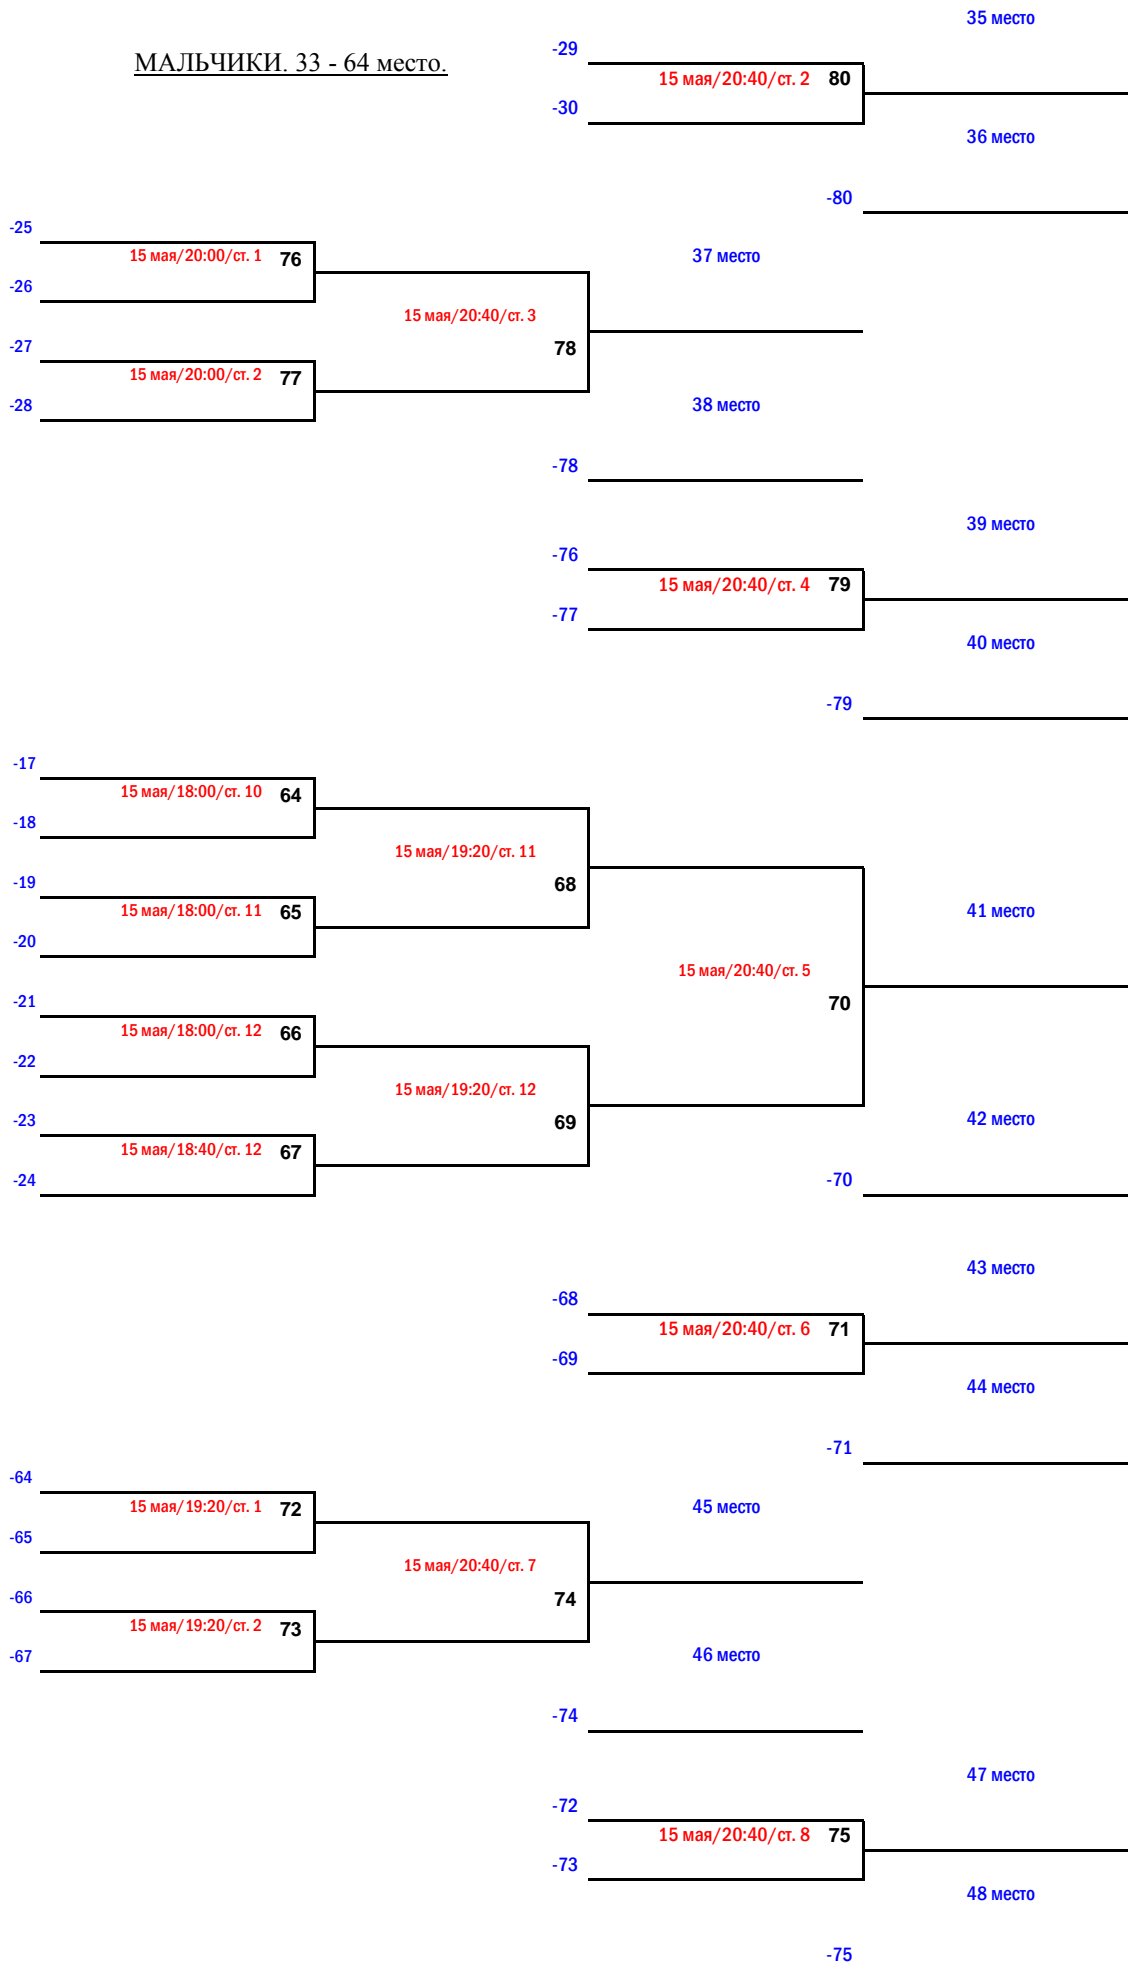 35 место
-29
МАЛЬЧИКИ. 33 - 64 место.
15 мая/20:40/ст. 2 80
-30
36 место
-80
-25
15 мая/20:00/ст. 1 76
37 место
-26
15 мая/20:40/ст. 3
-27
78
15 мая/20:00/ст. 2 77
-28
38 место
-78
39 место
-76
15 мая/20:40/ст. 4 79
-77
40 место
-79
-17
15 мая/18:00/ст. 10 64
-18
15 мая/19:20/ст. 11
-19
68
15 мая/18:00/ст. 11 65
41 место
-20
15 мая/20:40/ст. 5
-21
70
15 мая/18:00/ст. 12 66
-22
15 мая/19:20/ст. 12
-23
69
42 место
15 мая/18:40/ст. 12 67
-24
-70
43 место
-68
15 мая/20:40/ст. 6 71
-69
44 место
-71
-64
15 мая/19:20/ст. 1 72
45 место
-65
15 мая/20:40/ст. 7
-66
74
15 мая/19:20/ст. 2 73
-67
46 место
-74
47 место
-72
15 мая/20:40/ст. 8 75
-73
48 место
-75